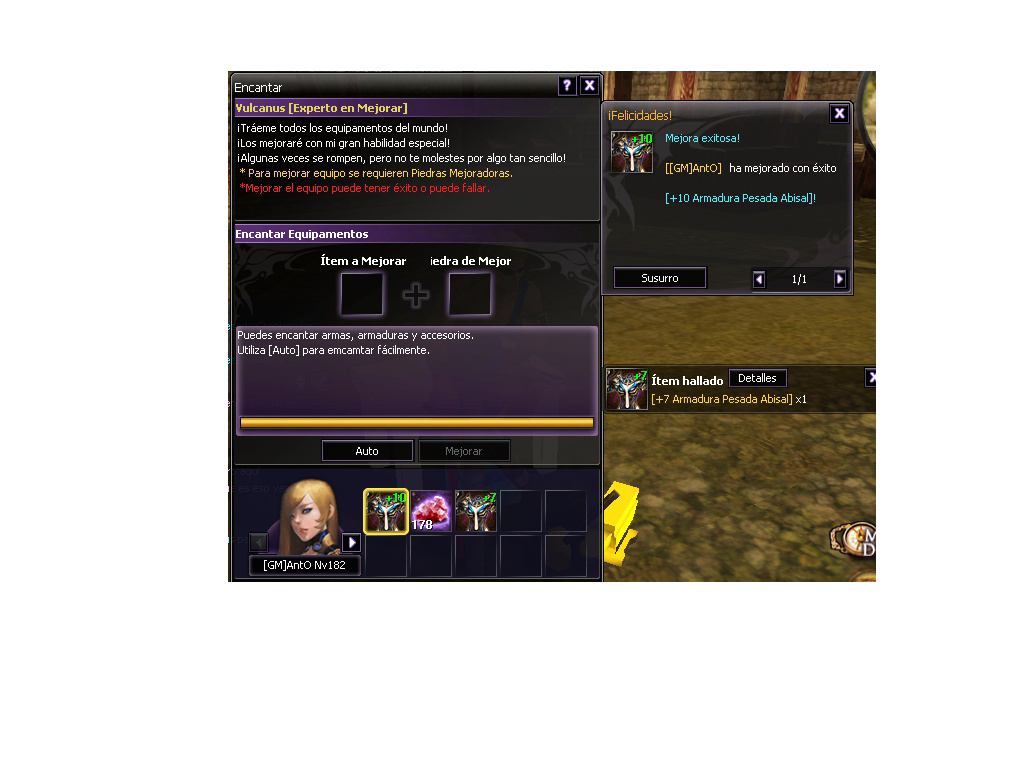 Encantar
?
X
Vulcanus [Experto en Mejorar]
¡Tráeme todos los equipamentos del mundo!
¡Los mejoraré con mi gran habilidad especial!
¡Algunas veces se rompen, pero no te molestes por algo tan sencillo!
* Para mejorar equipo se requieren Piedras Mejoradoras.
*Mejorar el equipo puede tener éxito o puede fallar.
Encantar Equipamentos
Ítem a Mejorar
iedra de Mejor
Puedes encantar armas, armaduras y accesorios.
Utiliza [Auto] para emcamtar fácilmente.
Auto
Mejorar
+10
178
+7
[GM]AntO Nv182
¡Felicidades!
X
+10
Mejora exitosa!
[[GM]AntO] ha mejorado con éxito
[+10 Armadura Pesada Abisal]!
Susurro
1/1
+7
Ítem hallado
Detalles
X
[+7 Armadura Pesada Abisal] x1